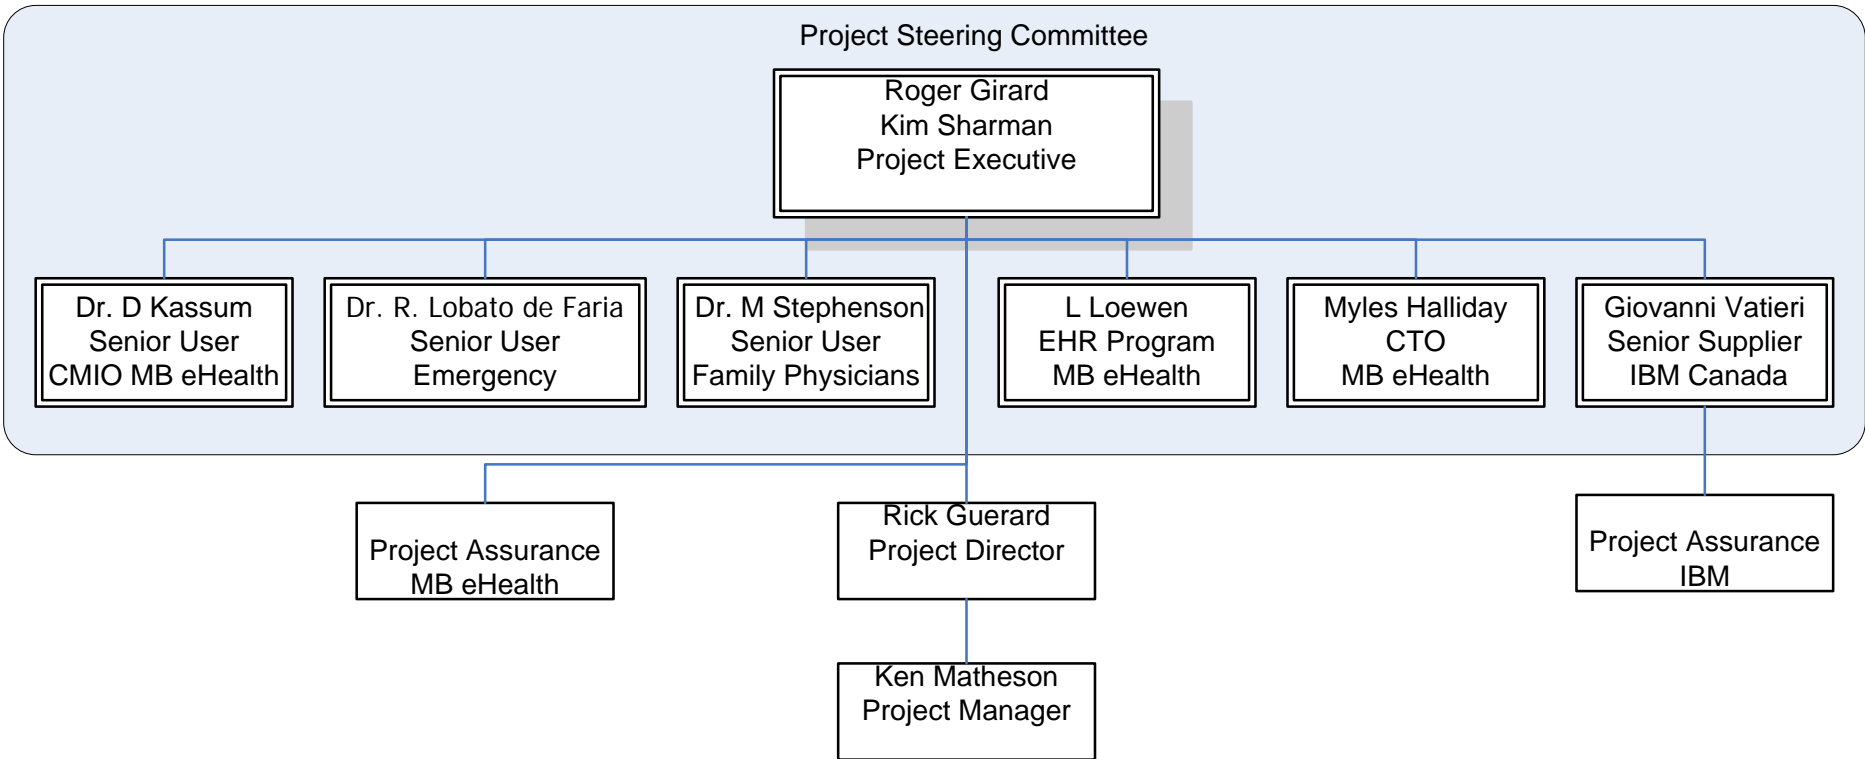 Project Steering Committee
Roger Girard
Kim Sharman
Project Executive
Dr. D Kassum
Senior User
CMIO MB eHealth
Dr. R. Lobato de Faria
Senior User
Emergency
Dr. M Stephenson
Senior User
Family Physicians
L Loewen
EHR Program
MB eHealth
Myles Halliday
CTO
MB eHealth
Giovanni Vatieri
Senior Supplier
IBM Canada
Project Assurance
MB eHealth
Rick Guerard
Project Director
Project Assurance
IBM
Ken Matheson
Project Manager